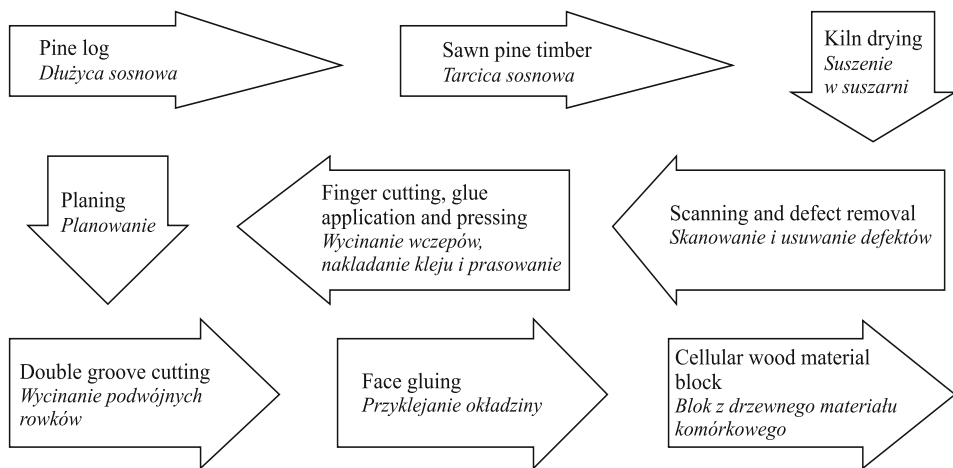 Pine log
Dłużyca sosnowa
Sawn pine timber
Tarcica sosnowa
Kiln drying
Suszenie
w suszarni
Planing
Planowanie
Finger cutting, glue
application and pressing
Wycinanie wczepów,
nakladanie kleju i prasowanie
Scanning and defect removal
Skanowanie i usuwanie defektów
Double groove cutting
Wycinanie podwójnych
rowków
Face gluing
Przyklejanie okładziny
Cellular wood material
block
Blok z drzewnego materiału
komórkowego